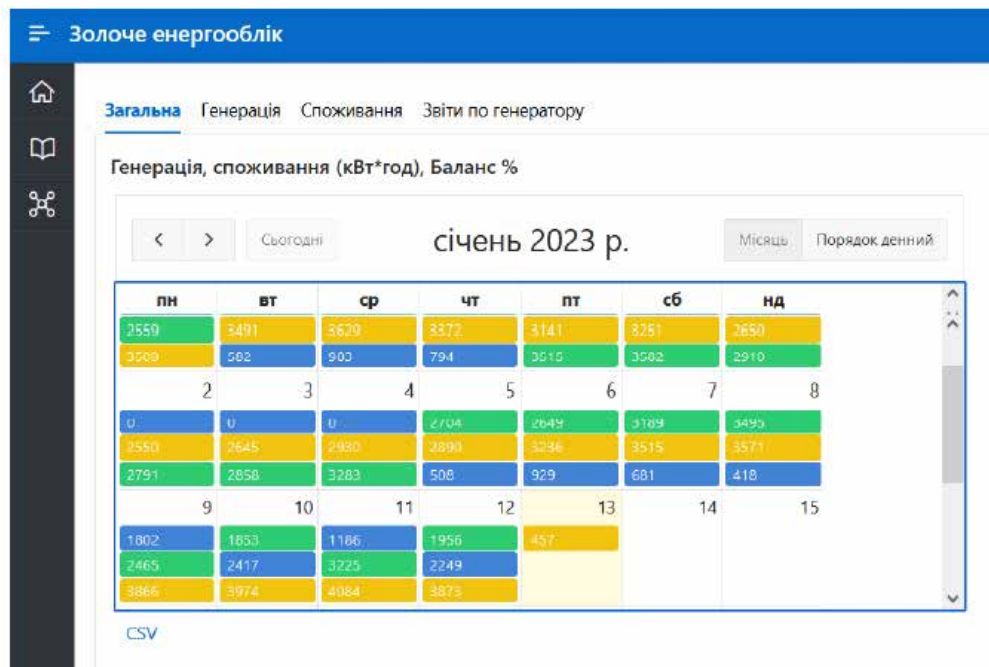 Золоче енергооблік
Загальна Генерація Споживання Звіти по генератору
Генерація, споживання (кВт*год), Баланс %
Сьогодні січень 2023 р. Місяць Порядок денний
пн вт ср чт пт сб нд
2559 3491 3629 3372 3141 3251 2650
3509 582 903 794 3515 3582 2910
2 3 4 5 6 7 8
0 0 0 2704 2649 3189 3495
2550 2645 2930 2890 3236 3515 3571
2791 2858 3283 508 929 681 418
9 10 11 12 13 14 15
1802 1853 1186 1956 457
2465 2417 3225 2249
3866 3974 4084 3873
CSV